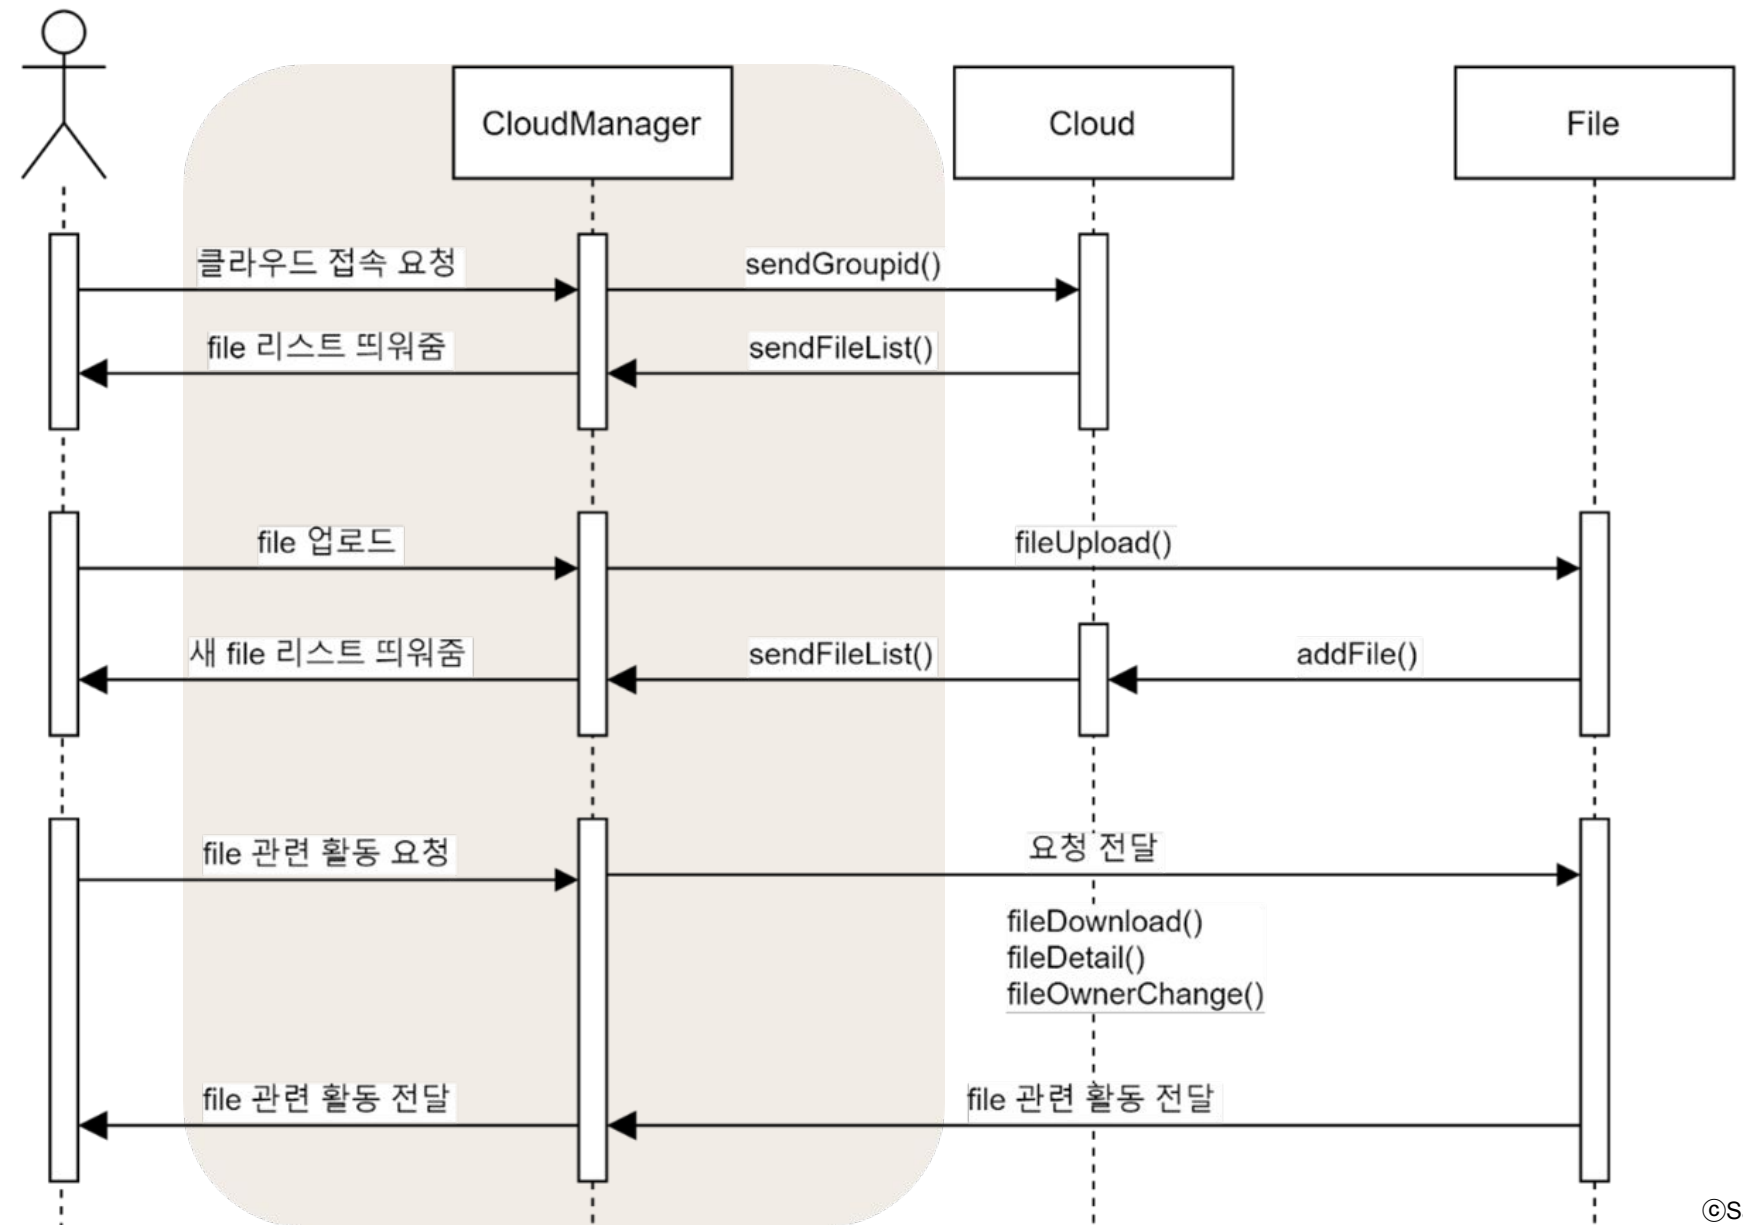 CloudManager
Cloud
File
클라우드 접속 요청
sendGroupid()
file 리스트 띄워줌
sendFileList()
file 업로드
fileUpload()
새 file 리스트 띄워줌
sendFileList()
addFile()
file 관련 활동 요청
요청 전달
fileDownload()
fileDetail()
fileOwnerChange()
file 관련 활동 전달
file 관련 활동 전달
ⓒS